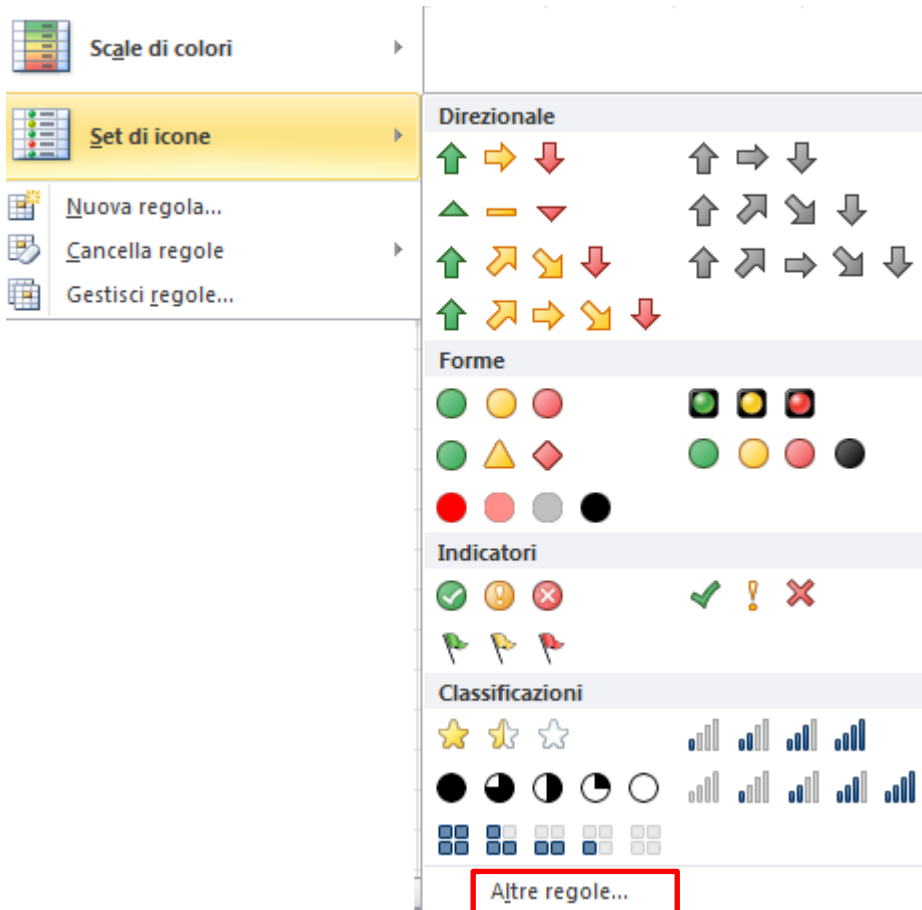 Scale di colori
Set di icone
Nuova regola...
Cancella regole
Gestisci regole...
Direzionale
Forme
Indicatori
Classificazioni
Altre regole...